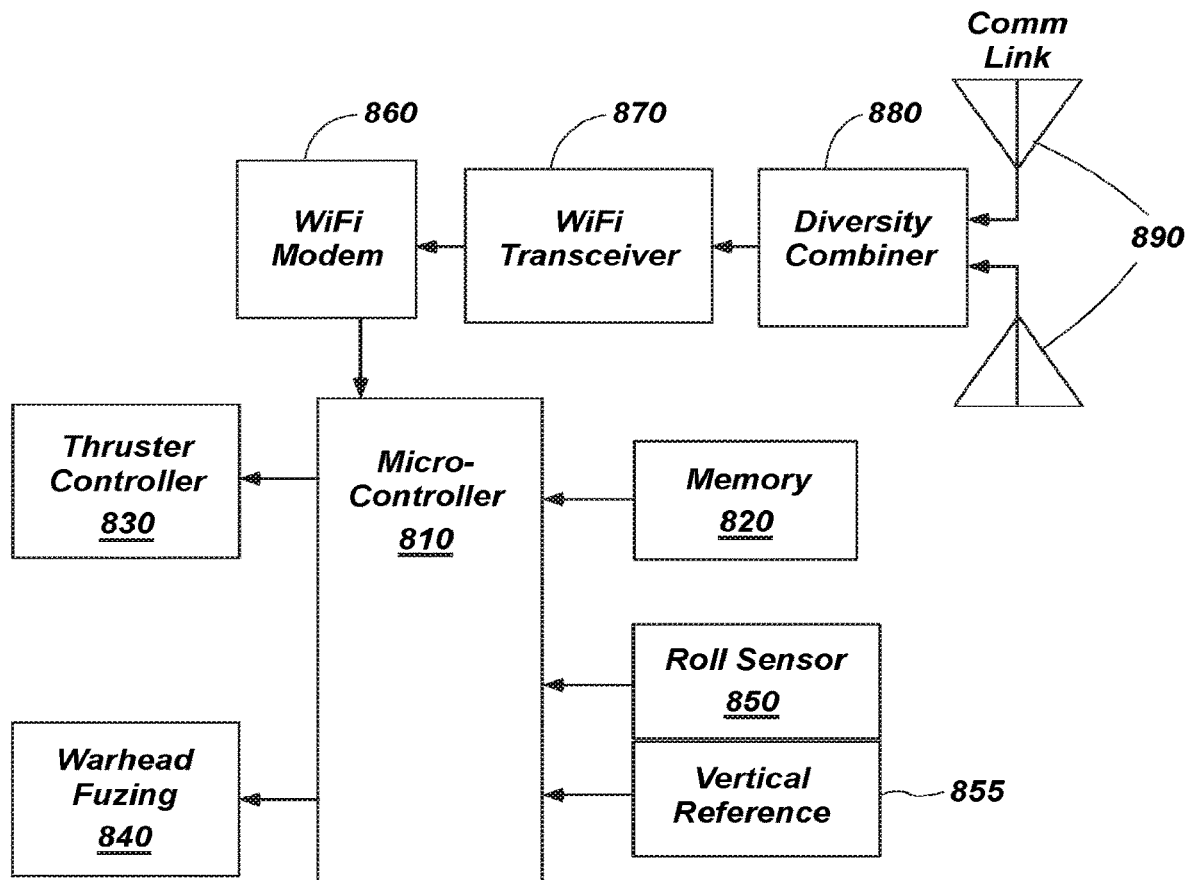 Comm
Link
860
870
880
WiFi
Modem
WiFi
Transceiver
Diversity
Combiner
890
Thruster
Controller
830
Micro-
Controller
810
Memory
820
Roll Sensor
850
Warhead
Fuzing
840
Vertical
Reference
855